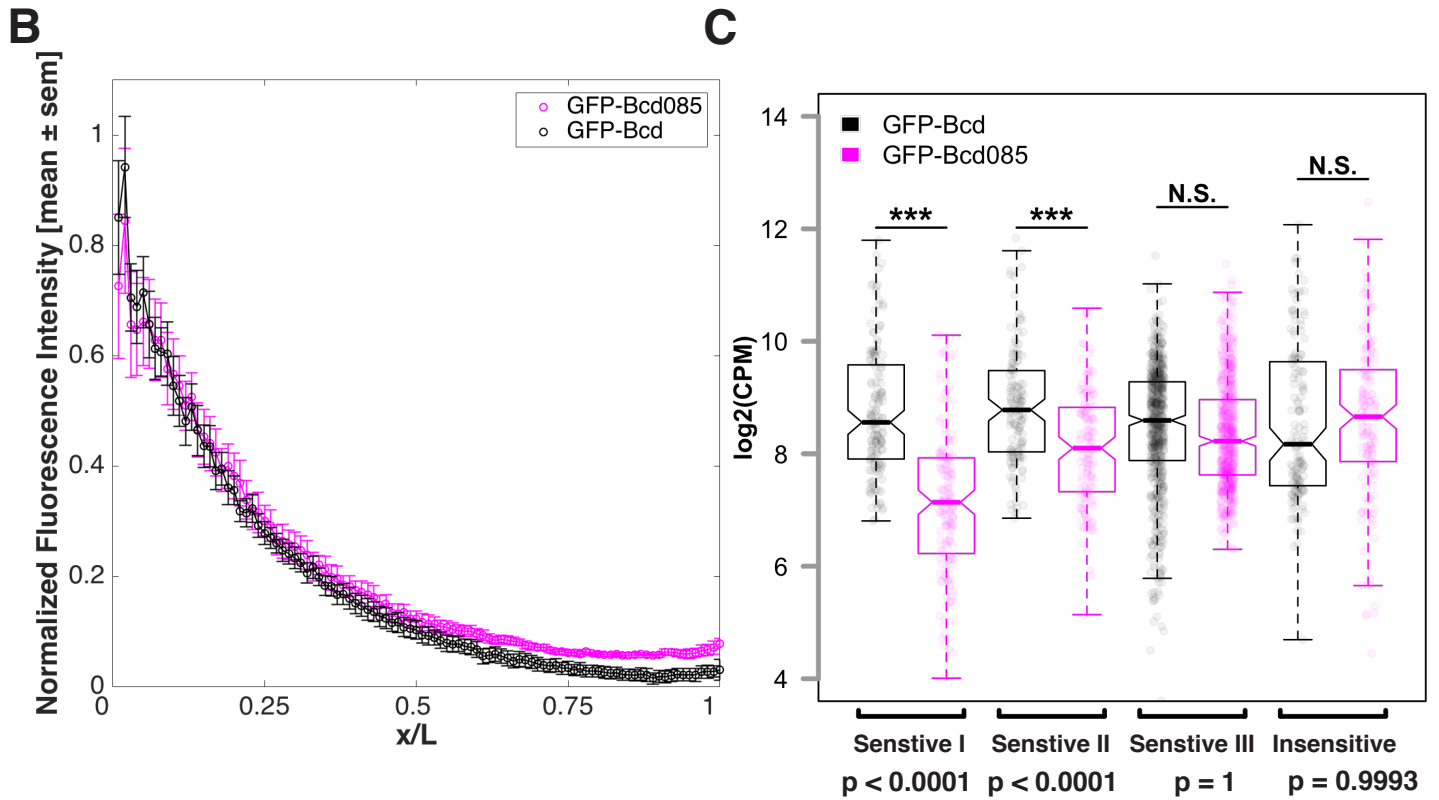 B
Normalized Fluorescence Intensity [mean ± sem]
1
0.8
0.6
0.4
0.2
0
0 0.25 0.5 0.75 1
x/L
GFP-Bcd085
GFP-Bcd
C
log2(CPM)
14
12
10
8
6
4
GFP-Bcd
GFP-Bcd085
*** *** N.S. N.S.
Senstive I Senstive II Senstive III Insensitive
p < 0.0001 p < 0.0001 p = 1 p = 0.9993